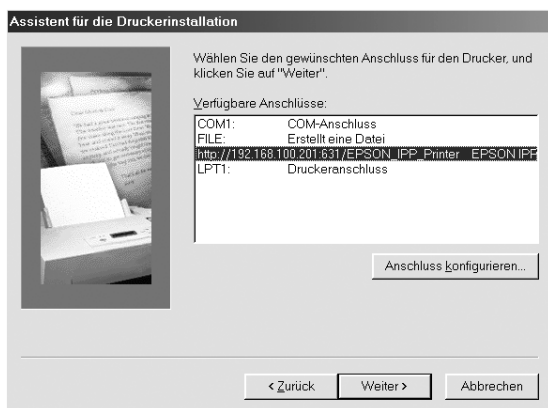 Assistent für die Druckerinstallation
Wählen Sie den gewünschten Anschluss für den Drucker, und
klicken Sie auf "Weiter".
Verfügbare Anschlüsse:
COM1: COM-Anschluss
FILE: Erstellt eine Datei
http://192.168.100.201:631/EPSON_IPP_Printer EPSON IPP
LPT1: Druckeranschluss
Anschluss konfigurieren...
< Zurück Weiter > Abbrechen